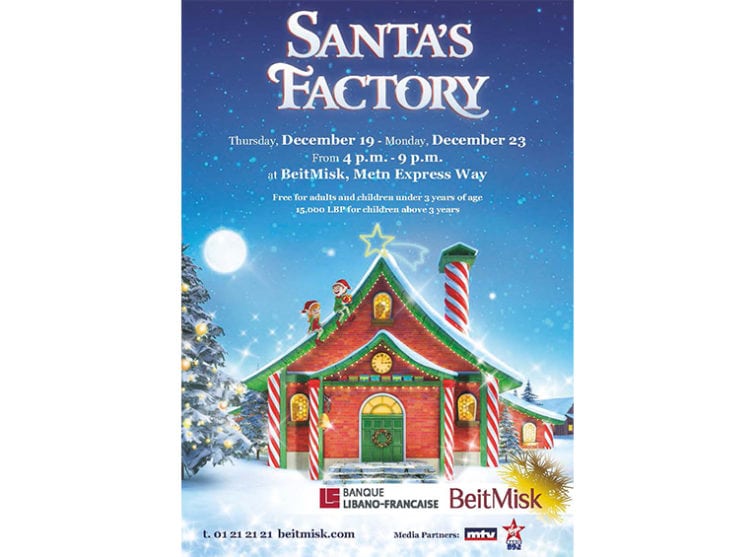 SANTA'S
FACTORY
Thursday, December 19 - Monday, December 23
From 4 p.m. - 9 p.m.
at BeitMisk, Metn Express Way
Free for adults and children under 3 years of age
15,000 LBP for children above 3 years
BANQUE
LIBANO-FRANCAISE
BeitMisk
t. 01 21 21 21 beitmisk.com
Media Partners:
mtv
892